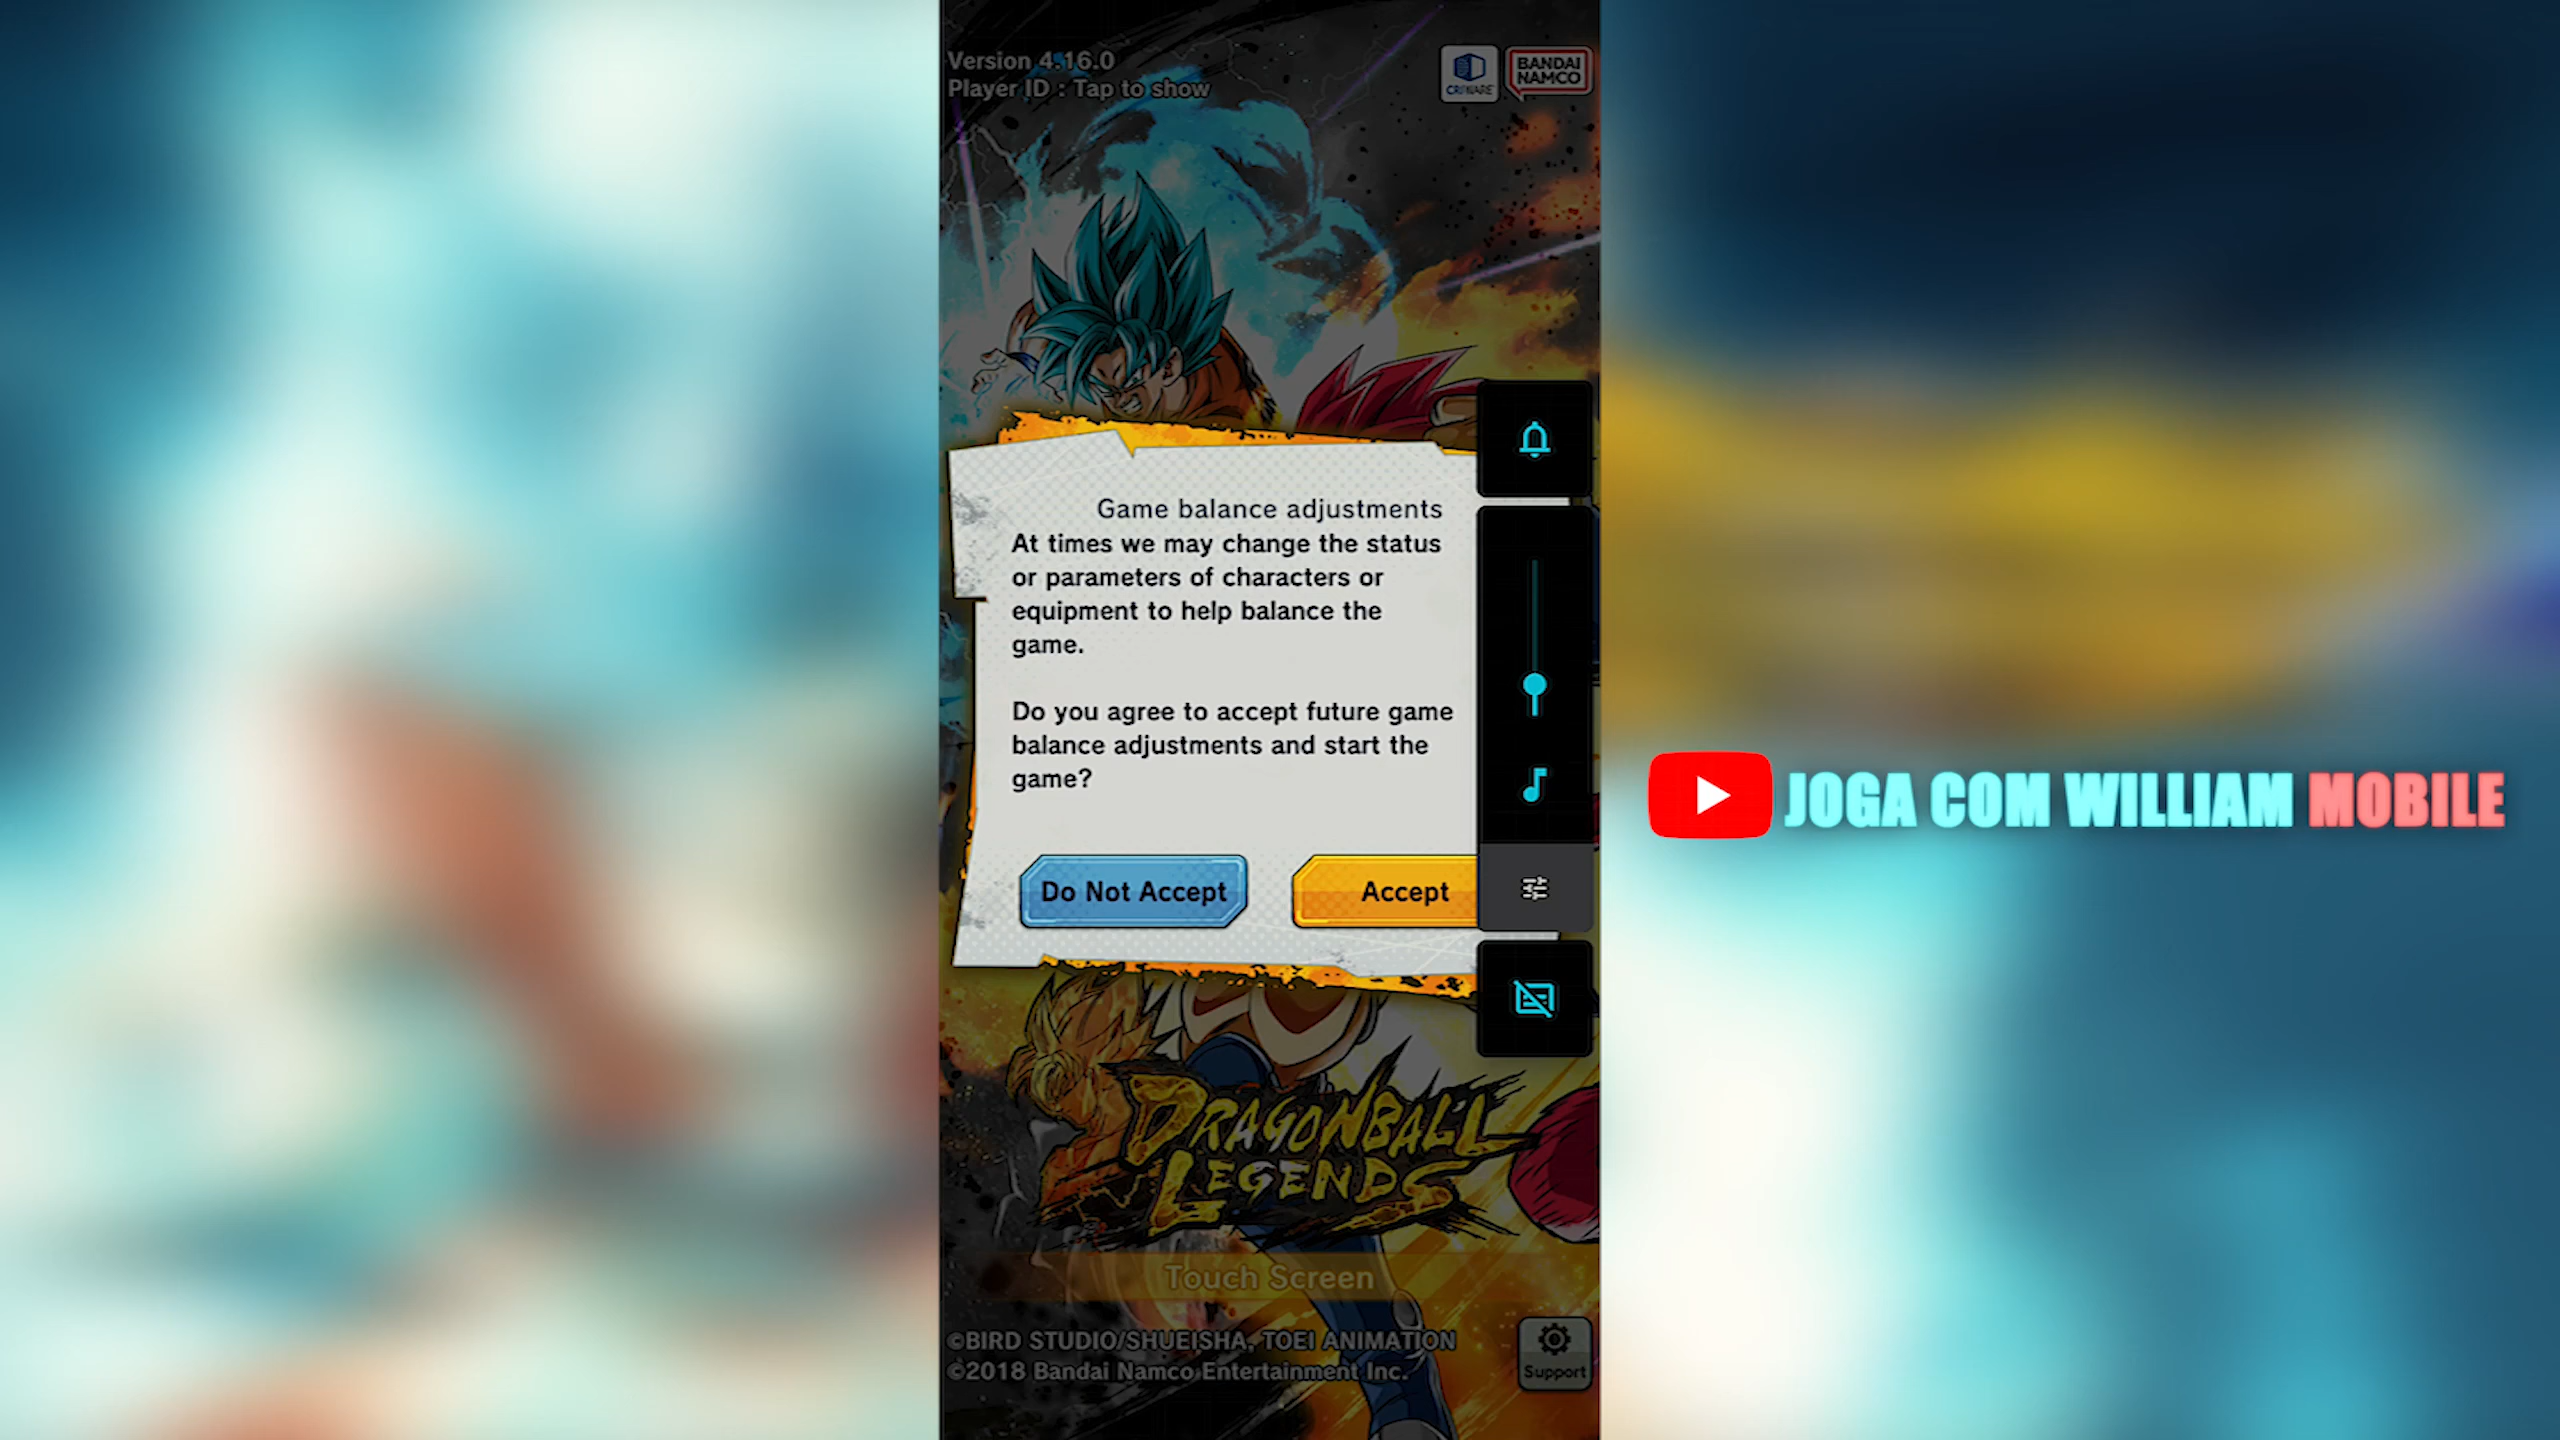 Version 4.16.0
Player ID : Tap to show
CRIWARE
BANDAI
NAMCO
Game balance adjustments
At times we may change the status
or parameters of characters or
equipment to help balance the
game.
Do you agree to accept future game
balance adjustments and start the
game?
Do Not Accept
Accept
JOGA COM WILLIAM MOBILE
DRAGONBALL
LEGENDS
Touch Screen
©BIRD STUDIO/SHUEISHA, TOEI ANIMATION
©2018 Bandai Namco Entertainment Inc.
Support